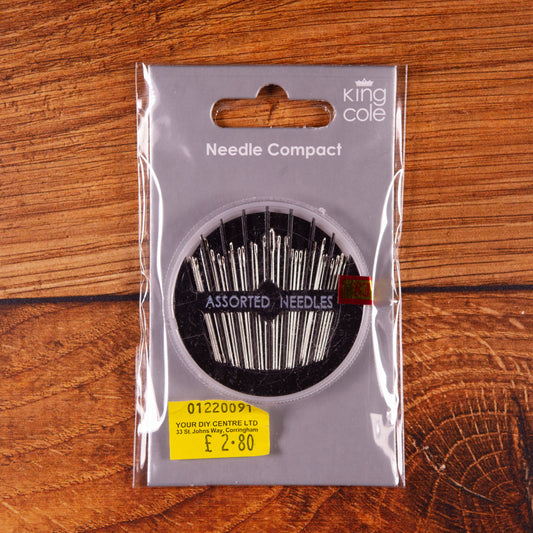 king
cole
Needle Compact
ASSORTED NEEDLES
01220091
YOUR DIY CENTRE LTD
33 St. Johns Way, Corringham
£ 2.80